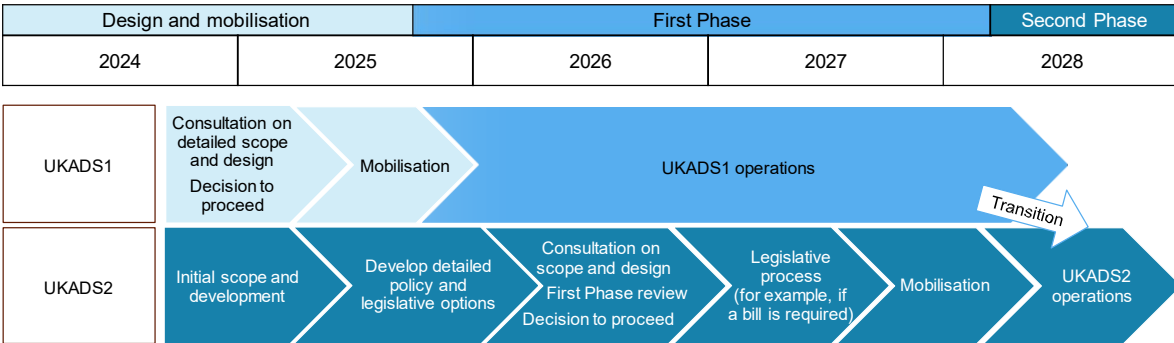 Design and mobilisation
First Phase
Second Phase
2024
2025
2026
2027
2028
UKADS1
Consultation on
detailed scope
and design
Decision to
proceed
Mobilisation
UKADS1 operations
Transition
UKADS2
Initial scope and
development
Develop detailed
policy and
legislative options
Consultation on
scope and design
First Phase review
Decision to proceed
Legislative
process
(for example, if
a bill is required)
Mobilisation
UKADS2
operations